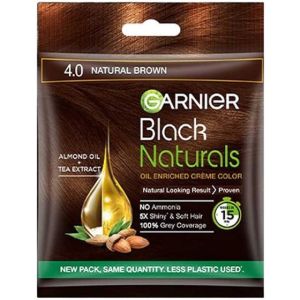 4.0 NATURAL BROWN
GARNIER
Black
Naturals
OIL ENRICHED CRÈME COLOR
Natural Looking Result > Proven
ALMOND OIL
+ TEA EXTRACT
NO Ammonia
5X Shiny* & Soft Hair
100% Grey Coverage
15
NEW PACK, SAME QUANTITY. LESS PLASTIC USED*.